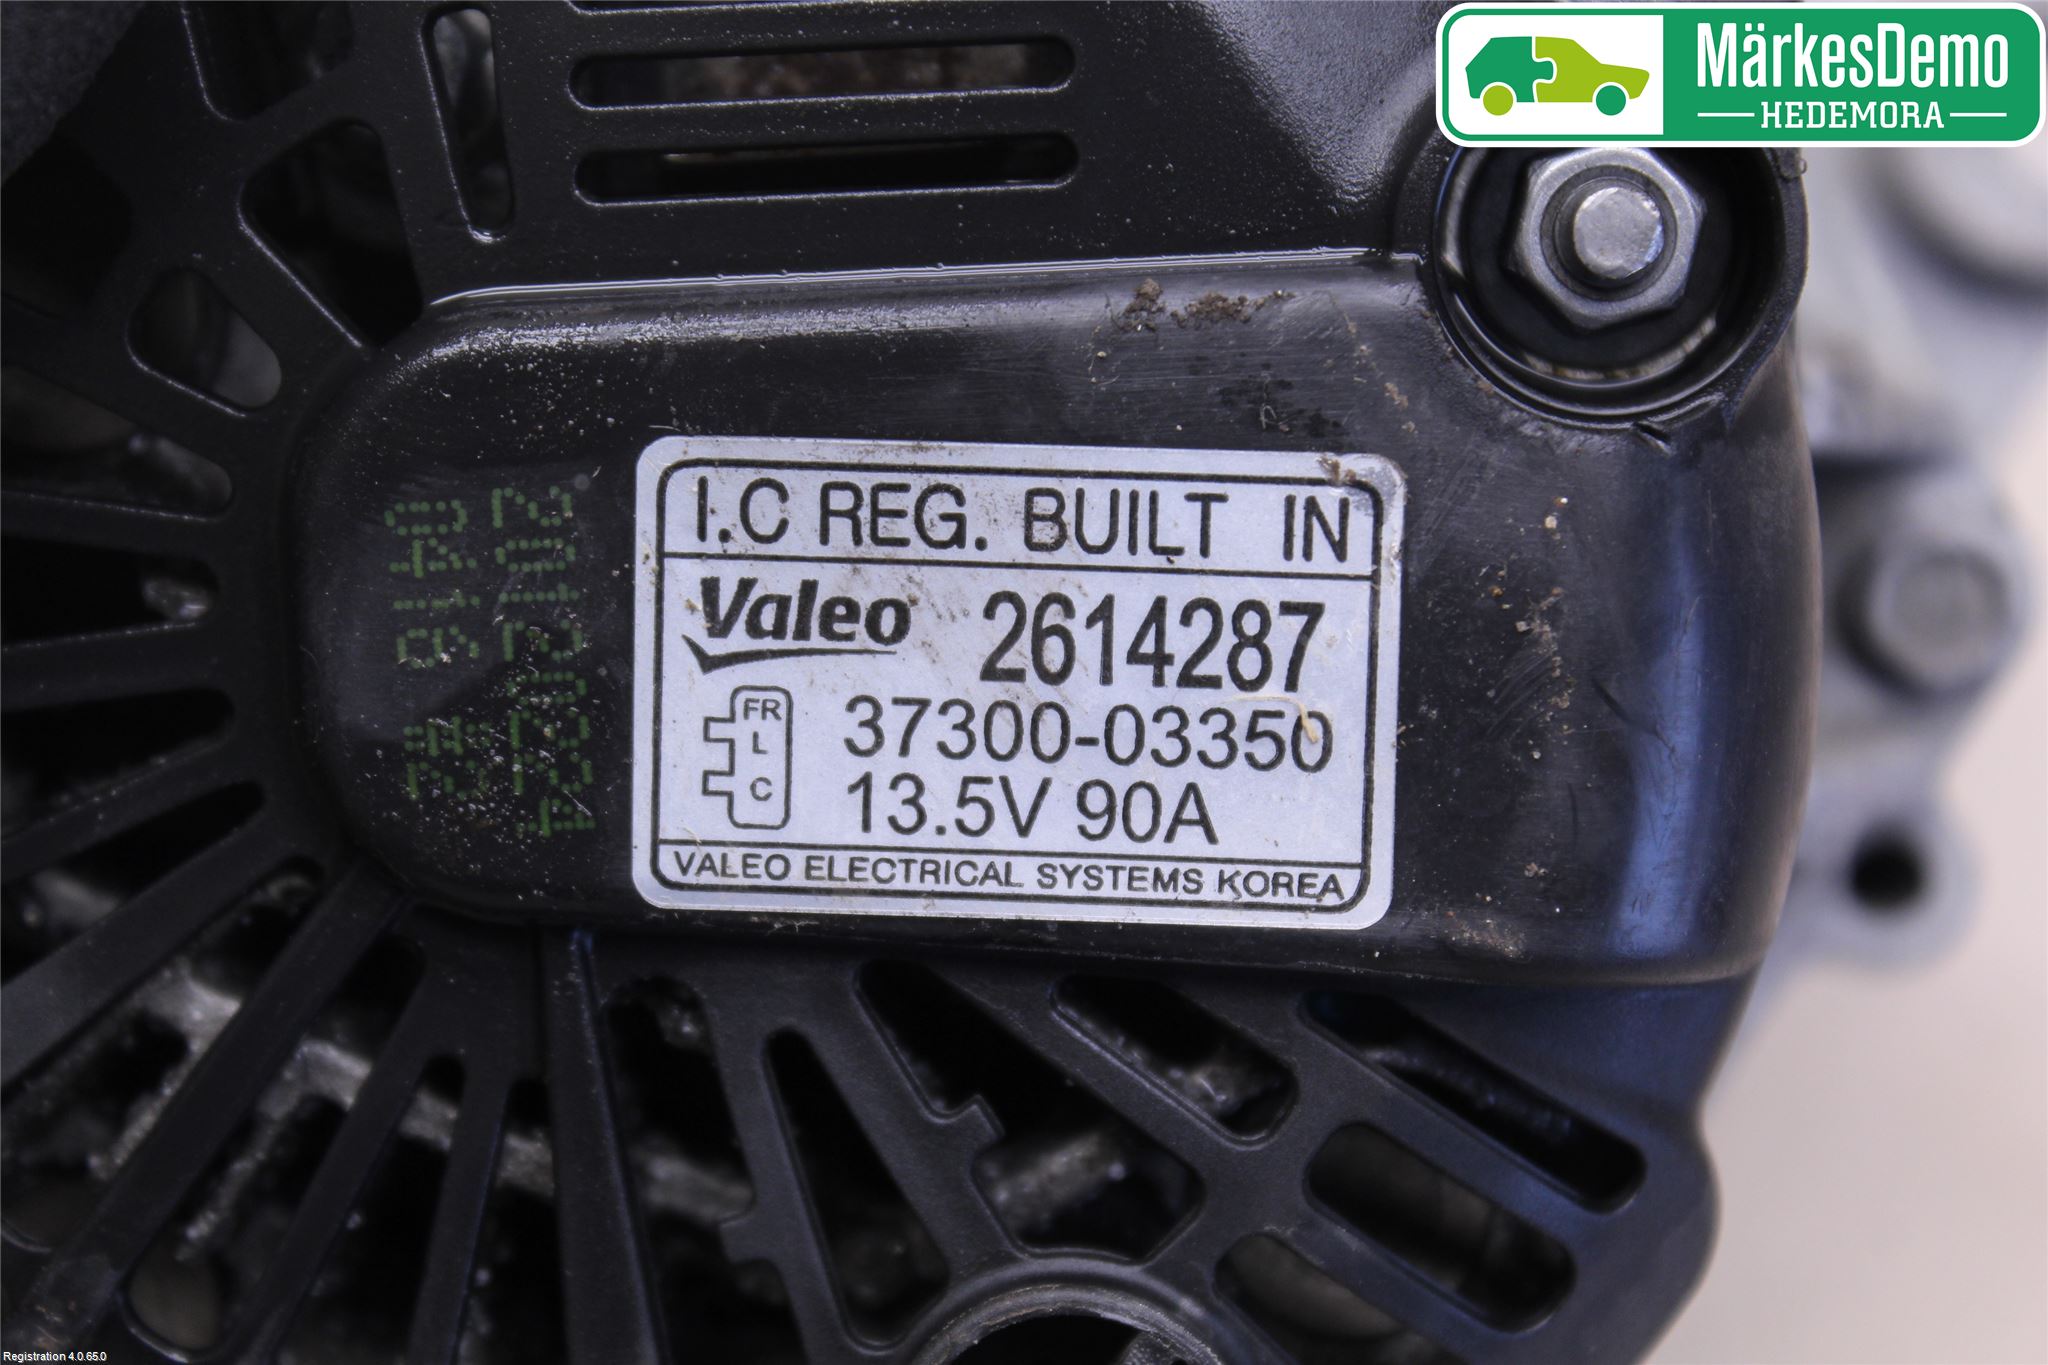 MärkesDemo
HEDEMORA
I.C REG. BUILT IN
Valeo 2614287
FR
L
C
37300-03350
13.5V 90A
VALEO ELECTRICAL SYSTEMS KOREA
Registration 4.0.65.0